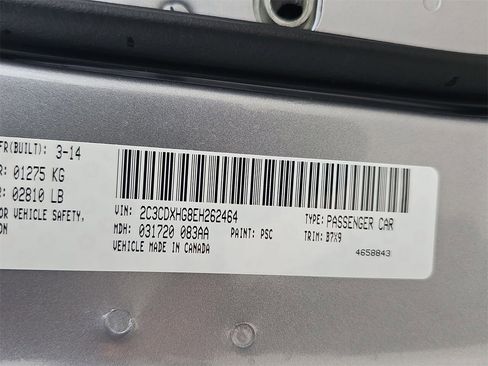 FR(BUILT): 3-14
R: 01275 KG
R: 02810 LB
OR VEHICLE SAFETY,
ON
VIN: 2C3CDXHG8EH262464 TYPE: PASSENGER CAR
MDH: 031720 083AA PAINT: PSC TRIM: B7X9
VEHICLE MADE IN CANADA 4658843